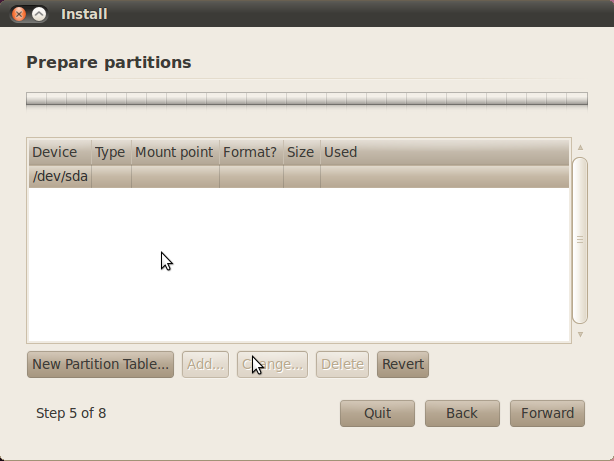 Install
Prepare partitions
Device Type Mount point Format? Size Used
/dev/sda
New Partition Table... Add... Change... Delete Revert
Step 5 of 8 Quit Back Forward